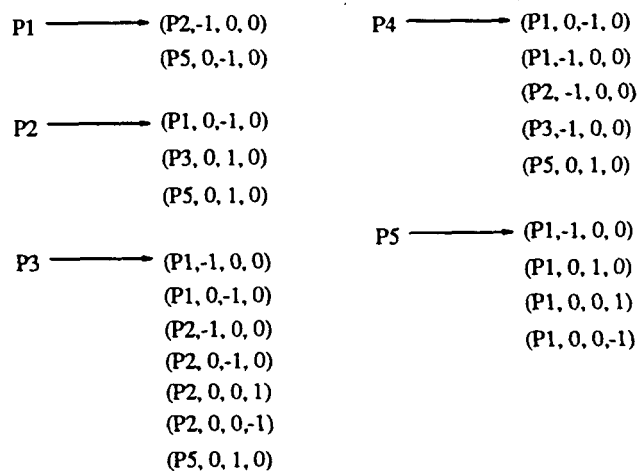 P1 (P2,-1, 0, 0)
(P5, 0,-1, 0)
P2 (P1, 0,-1, 0)
(P3, 0, 1, 0)
(P5, 0, 1, 0)
P3 (P1,-1, 0, 0)
(P1, 0,-1, 0)
(P2,-1, 0, 0)
(P2, 0,-1, 0)
(P2, 0, 0, 1)
(P2, 0, 0,-1)
(P5, 0, 1, 0)
P4 (P1, 0,-1, 0)
(P1,-1, 0, 0)
(P2, -1, 0, 0)
(P3,-1, 0, 0)
(P5, 0, 1, 0)
P5 (P1,-1, 0, 0)
(P1, 0, 1, 0)
(P1, 0, 0, 1)
(P1, 0, 0,-1)